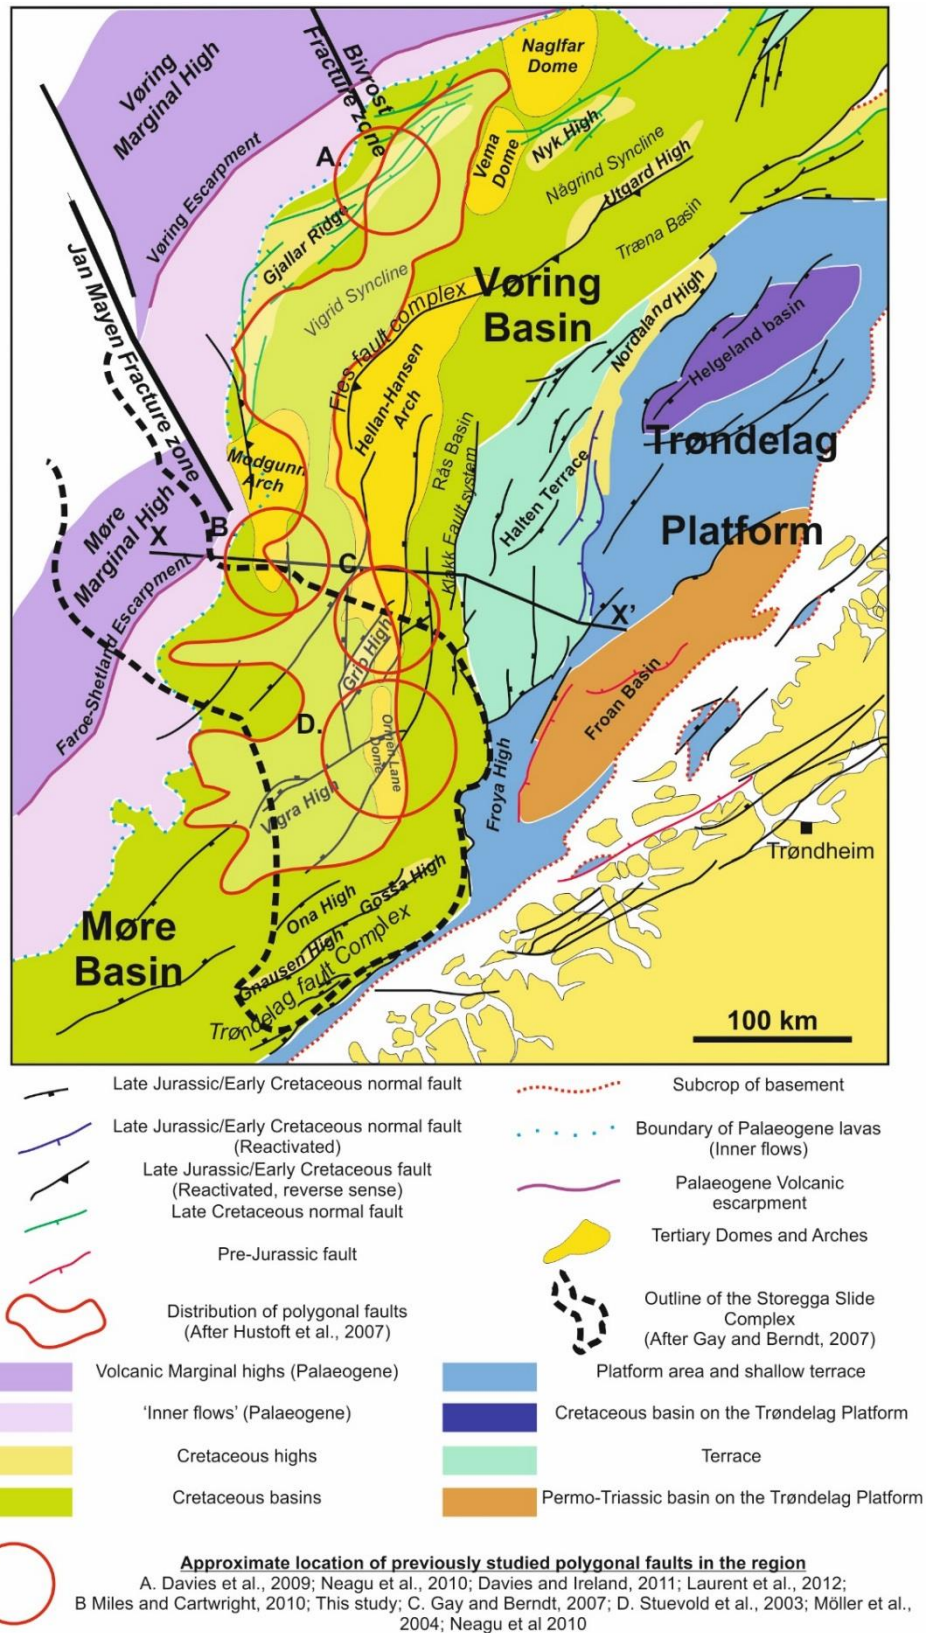 Naglfar
Dome
Vøring
Marginal High
Bivrost
Fracture zone
Vøring Escarpment
A.
Vema
Dome
Nyk High
Någrind Syncline
Utgard High
Træna Basin
Gjallar Ridge
Vigrid Syncline
Jan Mayen Fracture zone
Vøring
Basin
Fles fault complex
Hellan-Hansen
Arch
Nordaland High
Helgeland basin
Trøndelag
Platform
Rås Basin
Klakk Fault system
Halten Terrace
Modgunn
Arch
Møre
Marginal High
X
B
C.
X'
Faroe-Shetland Escarpment
Grip High
Froan Basin
D.
Ormen Lane
Dome
Froya High
Vigra High
Trøndheim
Ona High
Gossa High
Gnausen High
Møre
Basin
Trøndelag fault Complex
100 km
Late Jurassic/Early Cretaceous normal fault
Late Jurassic/Early Cretaceous normal fault
(Reactivated)
Late Jurassic/Early Cretaceous fault
(Reactivated, reverse sense)
Late Cretaceous normal fault
Pre-Jurassic fault
Distribution of polygonal faults
(After Hustoft et al., 2007)
Subcrop of basement
Boundary of Palaeogene lavas
(Inner flows)
Palaeogene Volcanic
escarpment
Tertiary Domes and Arches
Outline of the Storegga Slide
Complex
(After Gay and Berndt, 2007)
Volcanic Marginal highs (Palaeogene)
'Inner flows' (Palaeogene)
Cretaceous highs
Cretaceous basins
Platform area and shallow terrace
Cretaceous basin on the Trøndelag Platform
Terrace
Permo-Triassic basin on the Trøndelag Platform
Approximate location of previously studied polygonal faults in the region
A. Davies et al., 2009; Neagu et al., 2010; Davies and Ireland, 2011; Laurent et al., 2012;
B Miles and Cartwright, 2010; This study; C. Gay and Berndt, 2007; D. Stuevold et al., 2003; Möller et al.,
2004; Neagu et al 2010